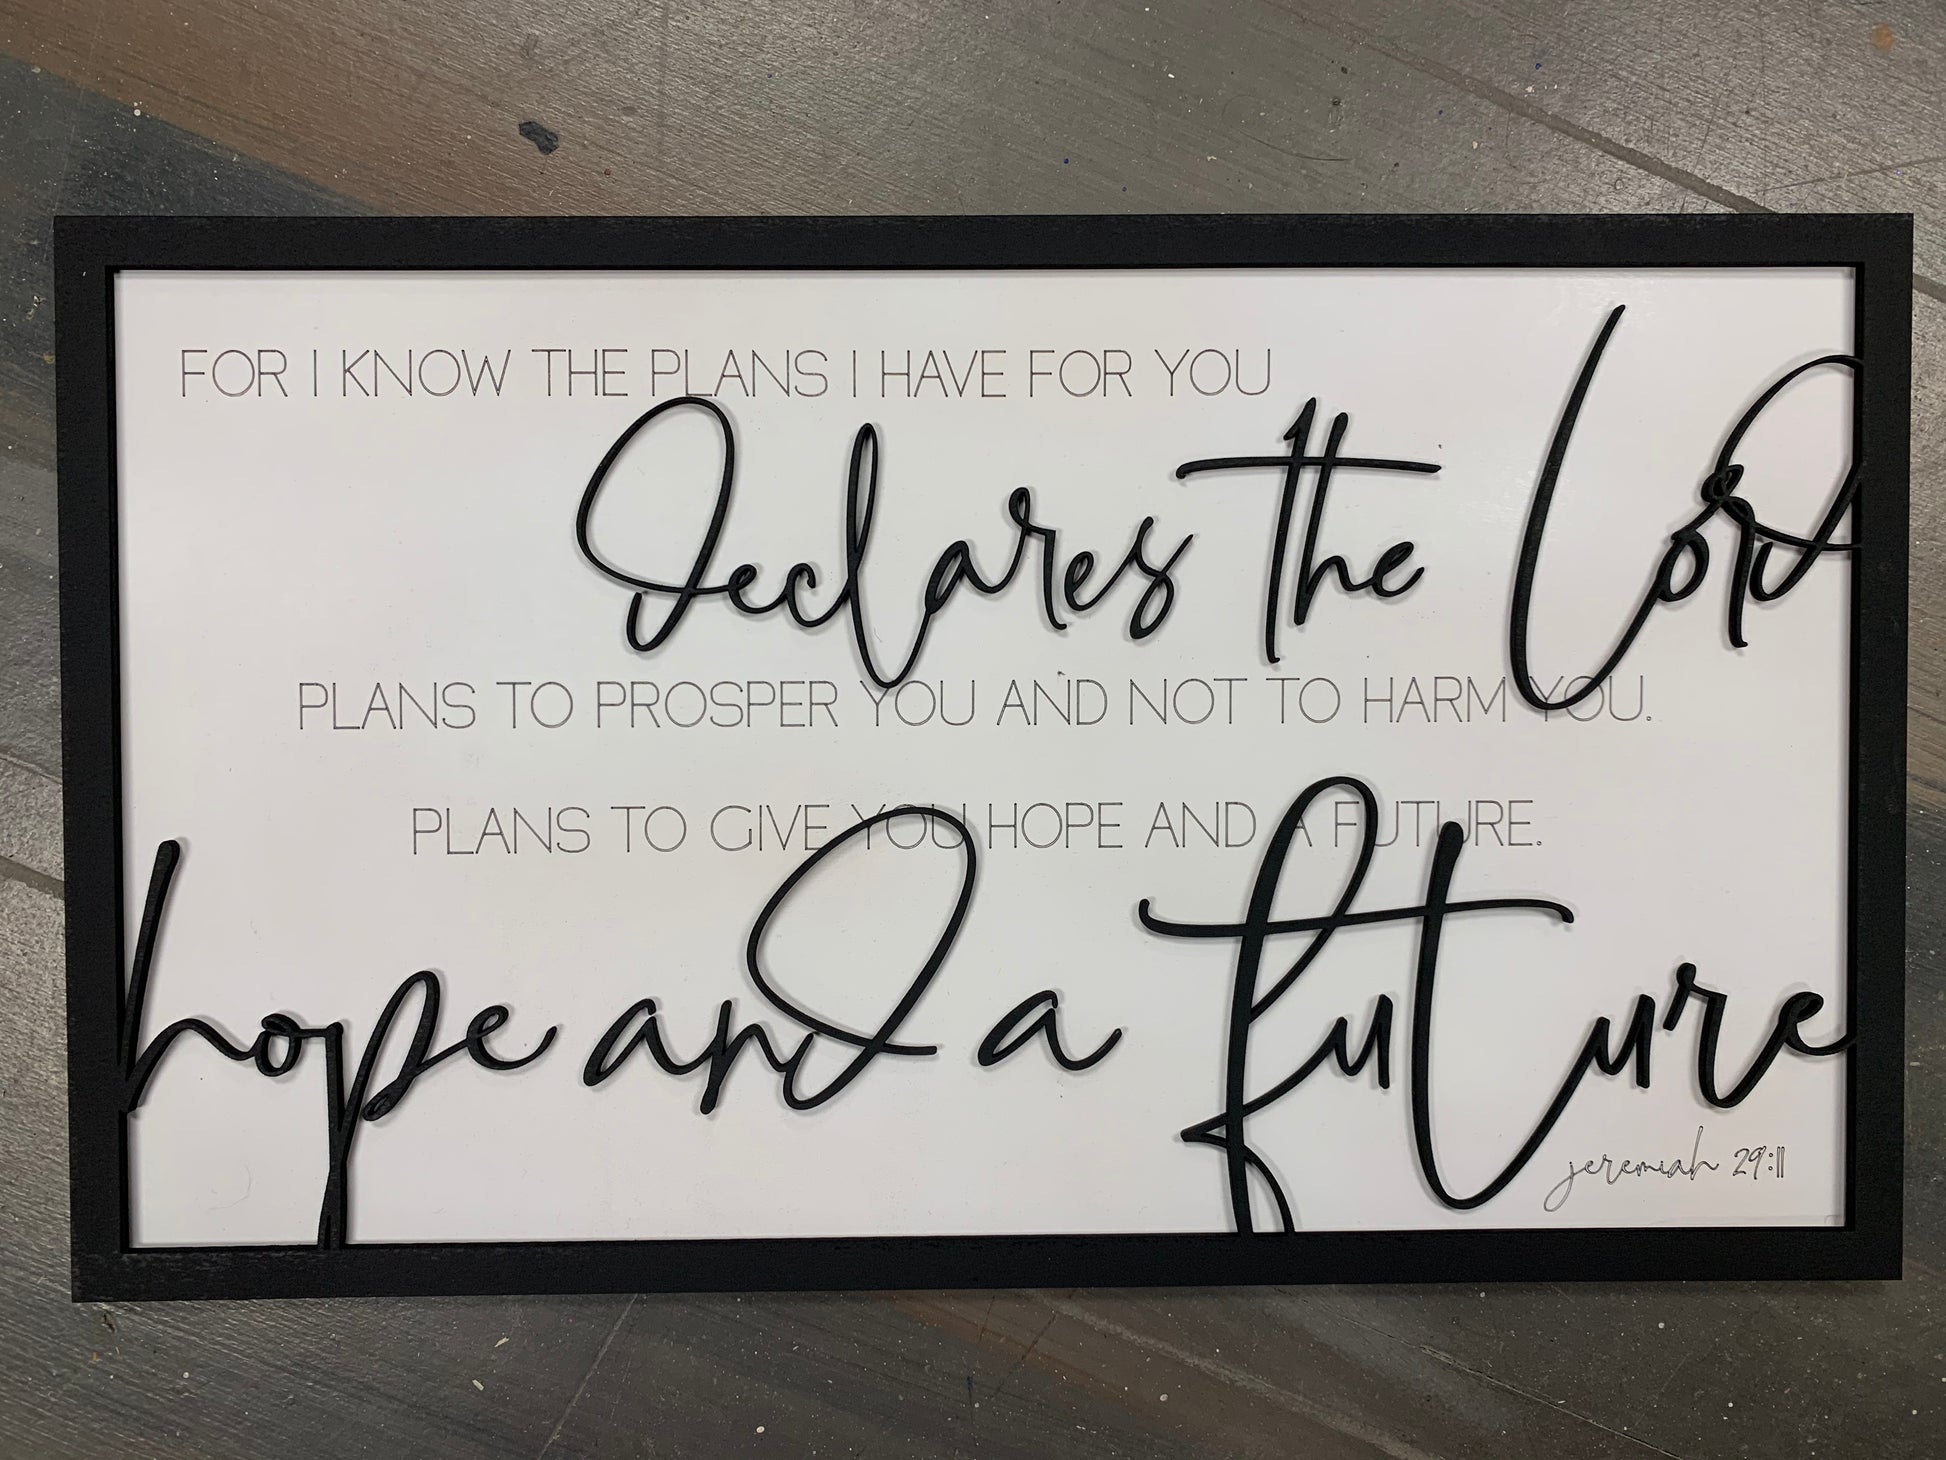 FOR I KNOW THE PLANS I HAVE FOR YOU
Declares the Lord
PLANS TO PROSPER YOU AND NOT TO HARM YOU.
PLANS TO GIVE YOU HOPE AND A FUTURE.
hope and a future
jeremiah 29:11